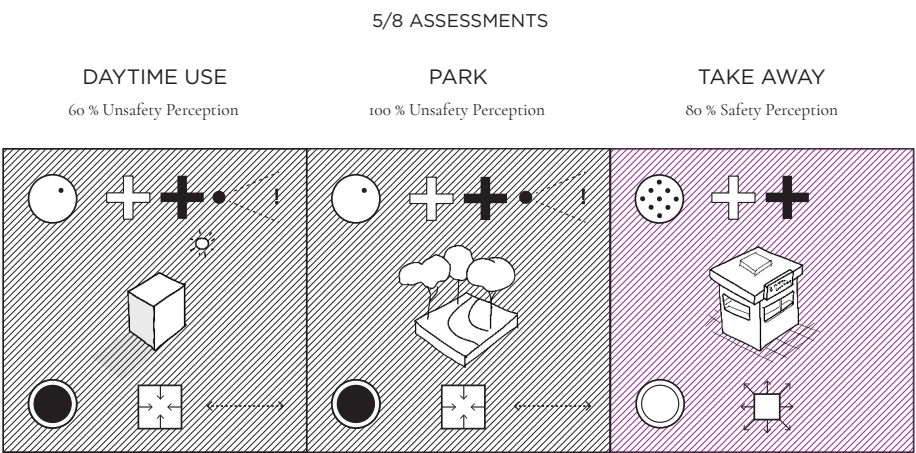 5/8 ASSESSMENTS
DAYTIME USE
60 % Unsafety Perception
PARK
100 % Unsafety Perception
TAKE AWAY
80 % Safety Perception
!
!